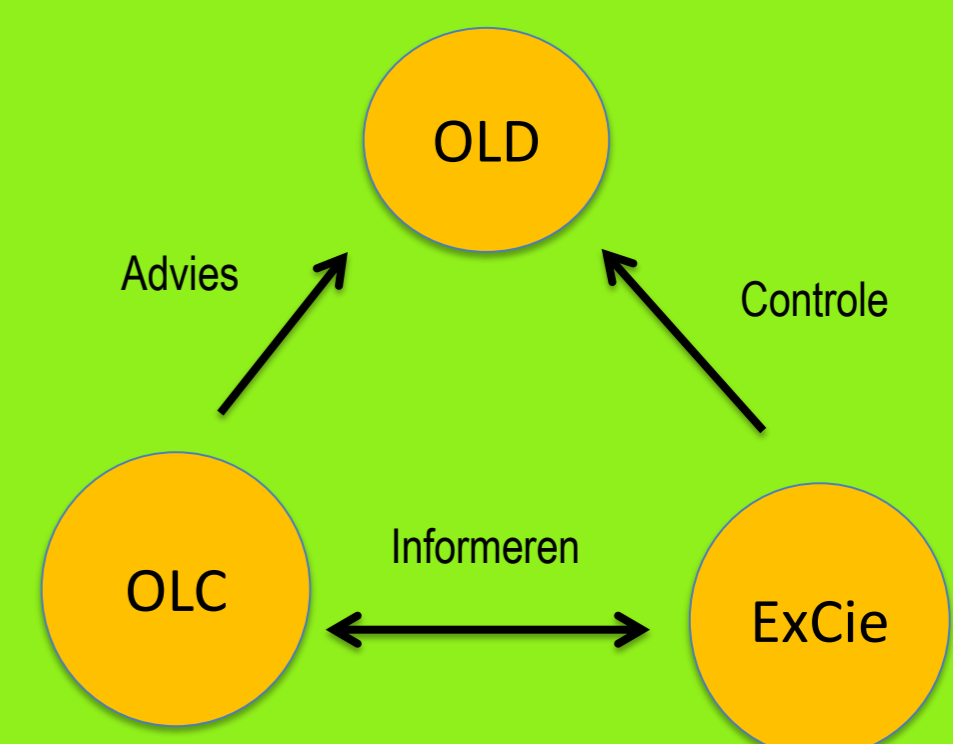 OLD
Advies
Controle
Informeren
OLC
ExCie